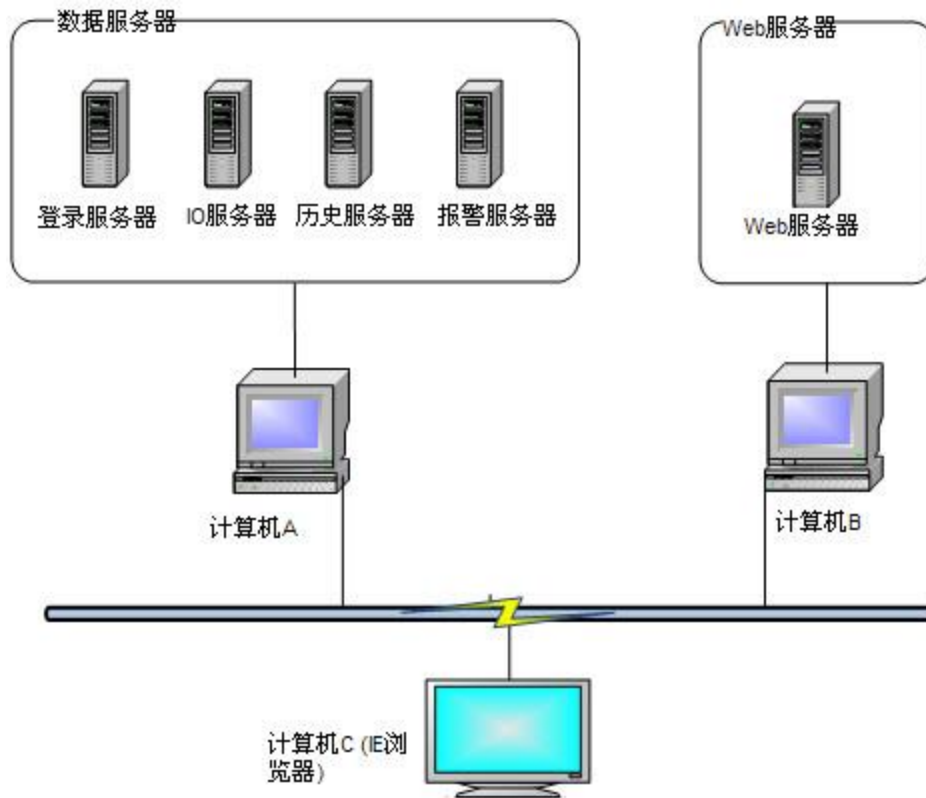 数据服务器
Web服务器
登录服务器
IO服务器
历史服务器
报警服务器
Web服务器
计算机A
计算机B
计算机C (IE浏
览器)